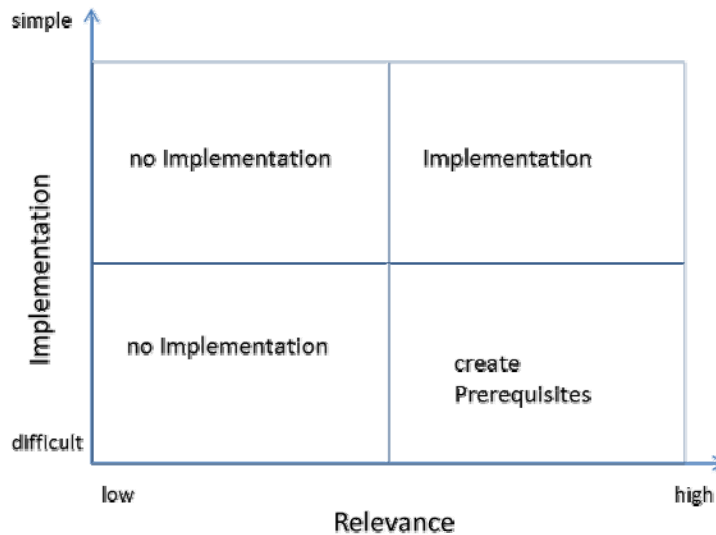 simple
no Implementation
Implementation
Implementation
no Implementation
create
Prerequisites
difficult
low
high
Relevance